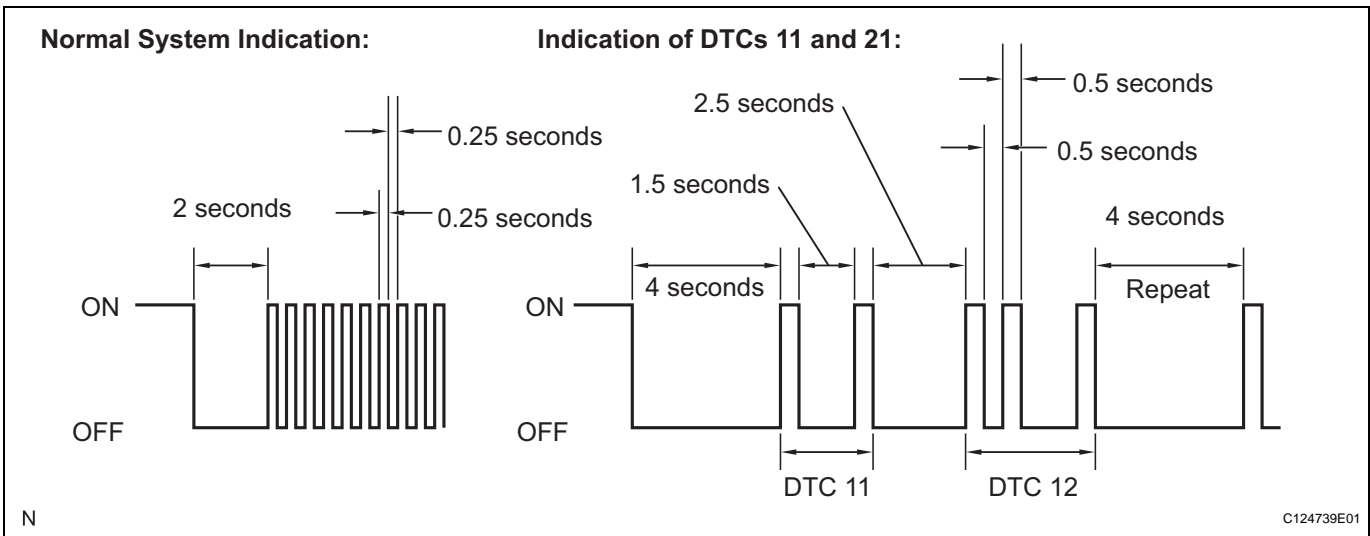 Normal System Indication:
Indication of DTCs 11 and 21:
0.5 seconds
2.5 seconds
0.25 seconds
0.5 seconds
1.5 seconds
2 seconds
0.25 seconds
4 seconds
4 seconds
Repeat
ON
ON
OFF
OFF
DTC 11
DTC 12
N
C124739E01